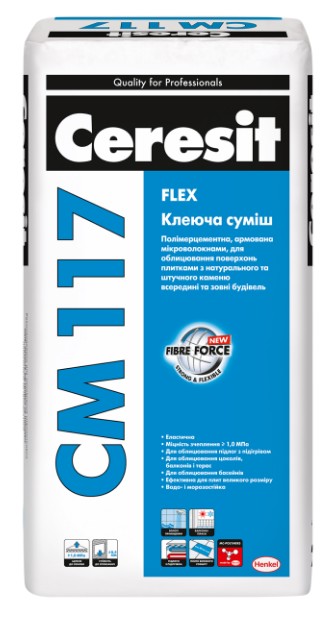 CM 117
Quality for Professionals
Ceresit
CM 117
FLEX
Клеюча суміш
Полімерцементна, армована
мікроволокнами, для
облицювання поверхонь
плитками з натурального та
штучного каменю
всередині та зовні будівель
NEW
FIBRE FORCE
STRONG & FLEXIBLE
• Еластична
• Міцність зчеплення ≥ 1,0 МПа
• Для облицювання підлог з підігрівом
• Для облицювання цоколів,
балконів і терас
• Для облицювання басейнів
• Ефективна для плит великого розміру
• Водо- і морозостійка
Henkel